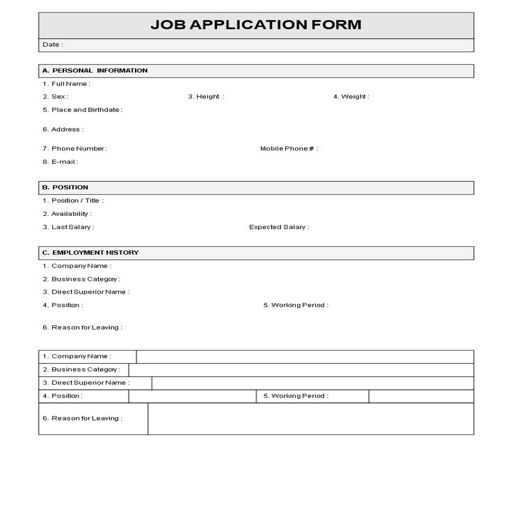 JOB APPLICATION FORM
Date :
A. PERSONAL INFORMATION
1. Full Name :
2. Sex : 3. Height : 4. Weight :
5. Place and Birthdate :
6. Address :
7. Phone Number : Mobile Phone # :
8. E-mail :
B. POSITION
1. Position / Title :
2. Availability :
3. Last Salary : Expected Salary :
C. EMPLOYMENT HISTORY
1. Company Name :
2. Business Category :
3. Direct Superior Name :
4. Position : 5. Working Period :
6. Reason for Leaving :
1. Company Name :
2. Business Category :
3. Direct Superior Name :
4. Position : 5. Working Period :
6. Reason for Leaving :